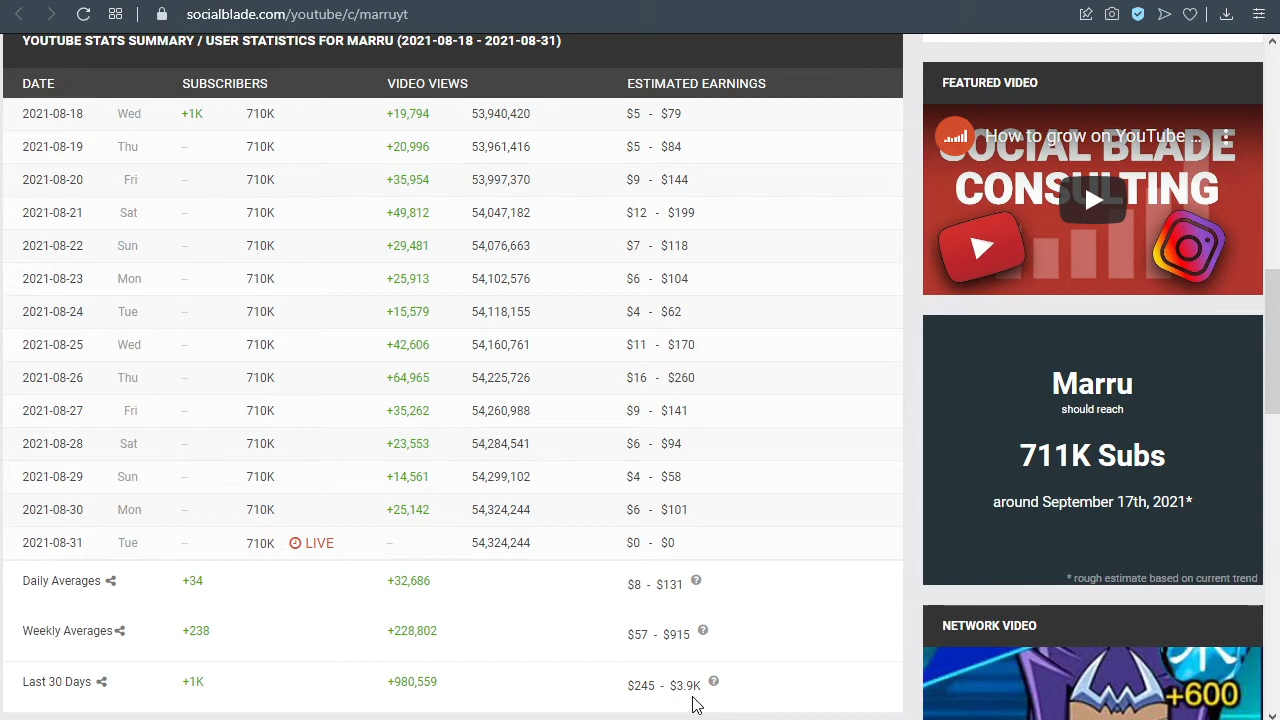 socialblade.com/youtube/c/marruyt
YOUTUBE STATS SUMMARY / USER STATISTICS FOR MARRU (2021-08-18 - 2021-08-31)
DATE SUBSCRIBERS VIDEO VIEWS ESTIMATED EARNINGS
2021-08-18 Wed +1K 710K +19,794 53,940,420 $5 - $79
2021-08-19 Thu -- 710K +20,996 53,961,416 $5 - $84
2021-08-20 Fri -- 710K +35,954 53,997,370 $9 - $144
2021-08-21 Sat -- 710K +49,812 54,047,182 $12 - $199
2021-08-22 Sun -- 710K +29,481 54,076,663 $7 - $118
2021-08-23 Mon -- 710K +25,913 54,102,576 $6 - $104
2021-08-24 Tue -- 710K +15,579 54,118,155 $4 - $62
2021-08-25 Wed -- 710K +42,606 54,160,761 $11 - $170
2021-08-26 Thu -- 710K +64,965 54,225,726 $16 - $260
2021-08-27 Fri -- 710K +35,262 54,260,988 $9 - $141
2021-08-28 Sat -- 710K +23,553 54,284,541 $6 - $94
2021-08-29 Sun -- 710K +14,561 54,299,102 $4 - $58
2021-08-30 Mon -- 710K +25,142 54,324,244 $6 - $101
2021-08-31 Tue -- 710K LIVE -- 54,324,244 $0 - $0
Daily Averages +34 +32,686 $8 - $131 ?
Weekly Averages +238 +228,802 $57 - $915 ?
Last 30 Days +1K +980,559 $245 - $3.9K ?
FEATURED VIDEO
How to grow on YouTube ...
SOCIAL BLADE
CONSULTING
Marru
should reach
711K Subs
around September 17th, 2021*
* rough estimate based on current trend
NETWORK VIDEO
+600